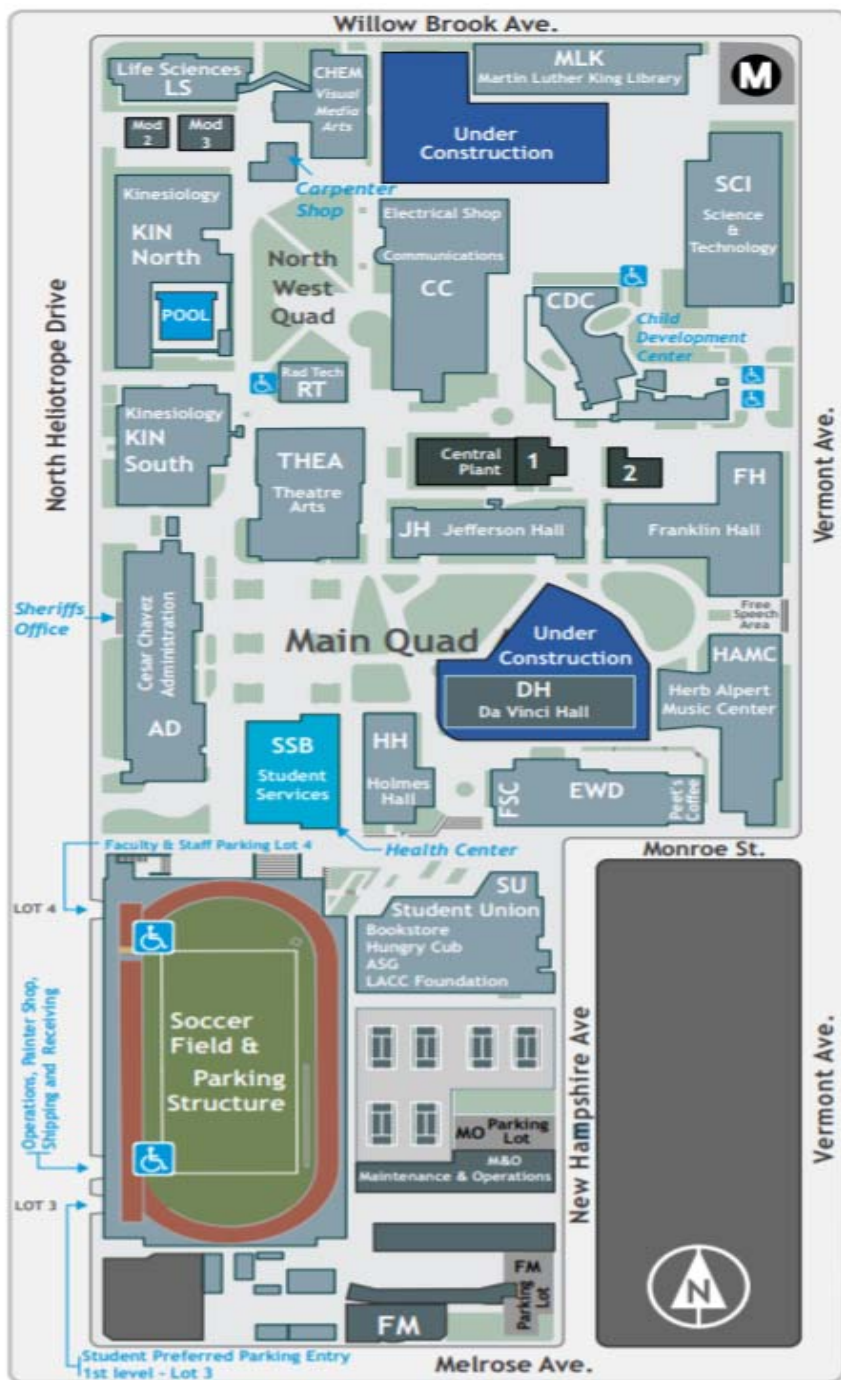 Willow Brook Ave.
Life Sciences
LS
CHEM
Visual
Media
Arts
MLK
Martin Luther King Library
M
Mod
2
Mod
3
Under
Construction
Carpenter
Shop
SCI
Science
&
Technology
Kinesiology
KIN
North
POOL
North
West
Quad
Electrical Shop
Communications
CC
CDC
Child
Development
Center
North Heliotrope Drive
Vermont Ave.
Rad Tech
RT
Kinesiology
KIN
South
THEA
Theatre
Arts
Central
Plant
1
2
FH
Franklin Hall
JH Jefferson Hall
Sheriffs
Office
Cesar Chavez
Administration
AD
Main Quad
Under
Construction
DH
Da Vinci Hall
Free
Speech
Area
HAMC
Herb Alpert
Music Center
SSB
Student
Services
HH
Holmes
Hall
FSC
EWD
Peet's
Coffee
Health Center
Faculty & Staff Parking Lot 4
Monroe St.
LOT 4
SU
Student Union
Bookstore
Hungry Cub
ASG
LACC Foundation
Soccer
Field &
Parking
Structure
Operations, Painter Shop,
Shipping and Receiving
New Hampshire Ave
Vermont Ave.
MO Parking
Lot
M&O
Maintenance & Operations
LOT 3
FM
Parking
Lot
FM
N
Student Preferred Parking Entry
1st level - Lot 3
Melrose Ave.